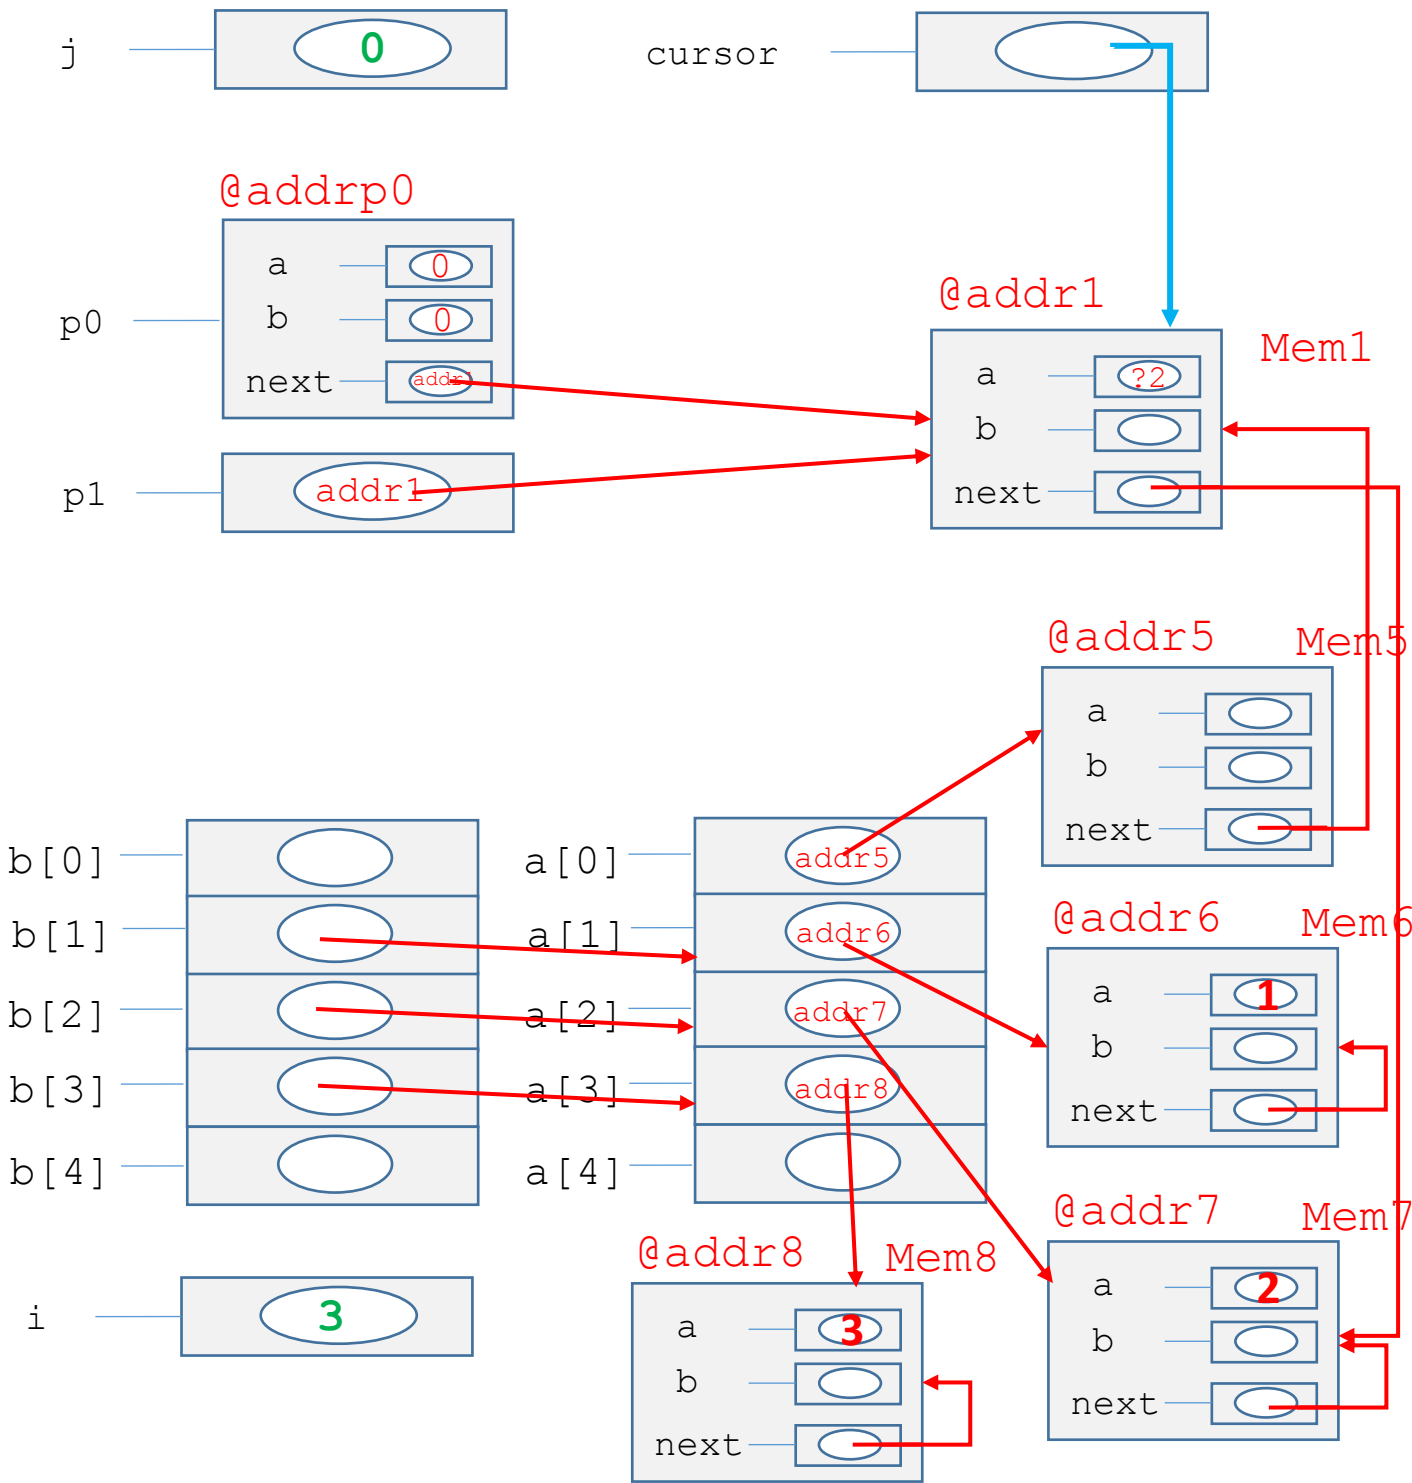 j 0 cursor
@addrp0
a 0
b 0
p0
next addr1
p1 addr1
@addr1 Mem1
a ?2
b
next
@addr5 Mem5
a
b
next
b[0] a[0] addr5
b[1] a[1] addr6
b[2] a[2] addr7
b[3] a[3] addr8
b[4] a[4]
@addr6 Mem6
a 1
b
next
@addr7 Mem7
a 2
b
next
@addr8 Mem8
a 3
b
next
i 3